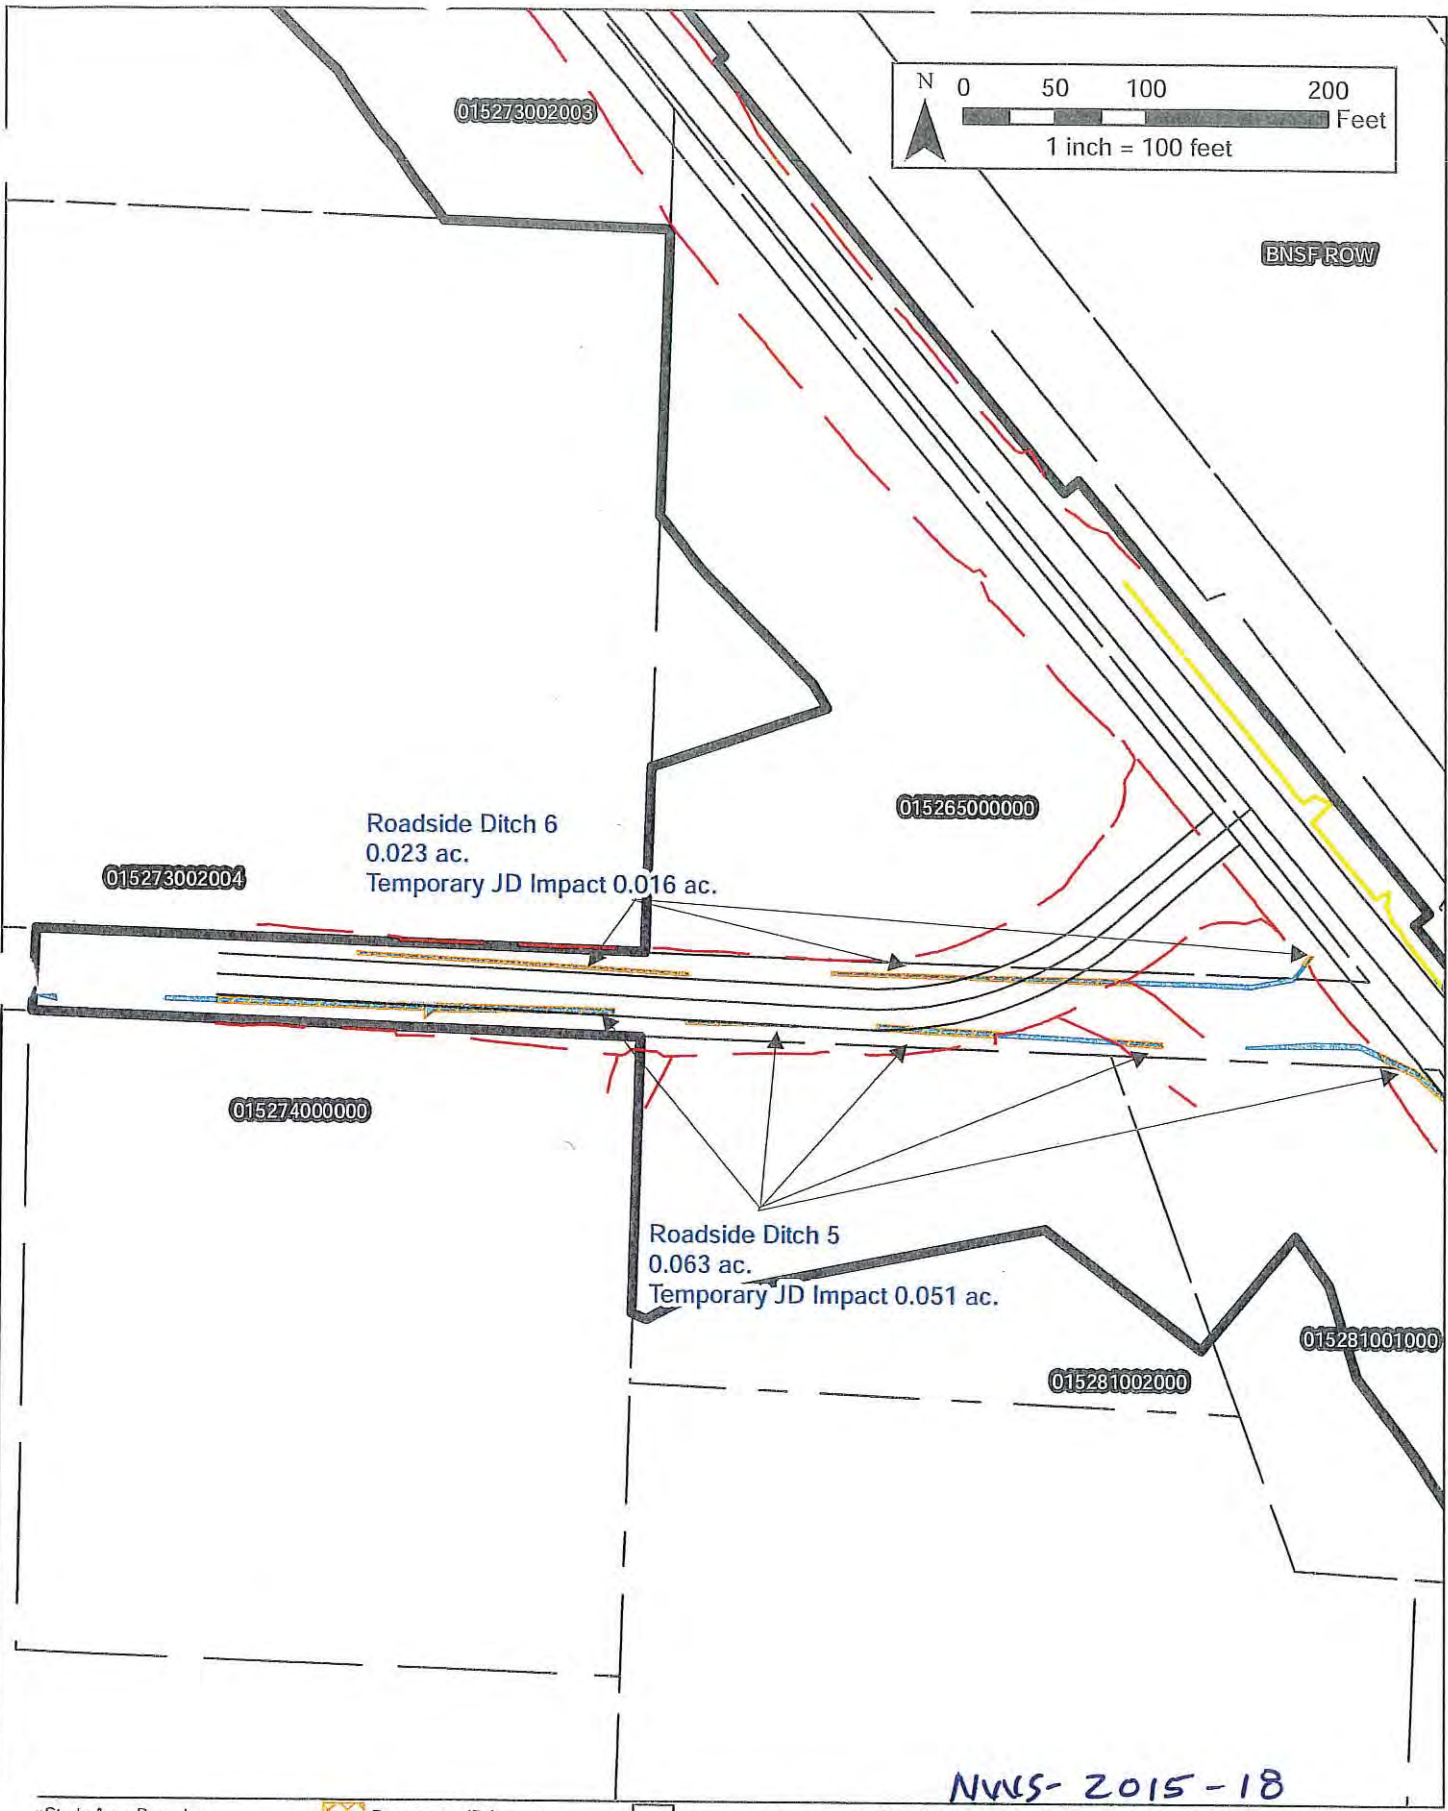 N 0 50 100 200
Feet
1 inch = 100 feet
015273002003
BNSF ROW
015265000000
Roadside Ditch 6
0.023 ac.
Temporary JD Impact 0.016 ac.
015273002004
015274000000
Roadside Ditch 5
0.063 ac.
Temporary JD Impact 0.051 ac.
015281001000
015281002000
NWS- 2015-18